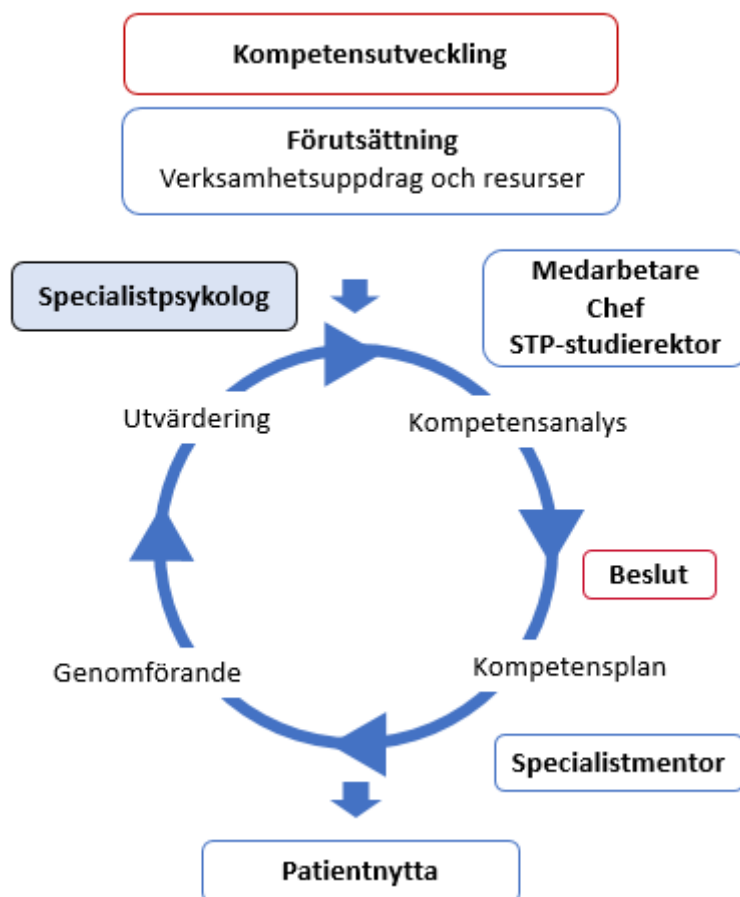 Kompetensutveckling
Förutsättning
Verksamhetsuppdrag och resurser
Specialistpsykolog
Medarbetare
Chef
STP-studierektor
Utvärdering
Kompetensanalys
Beslut
Genomförande
Kompetensplan
Specialistmentor
Patientnytta